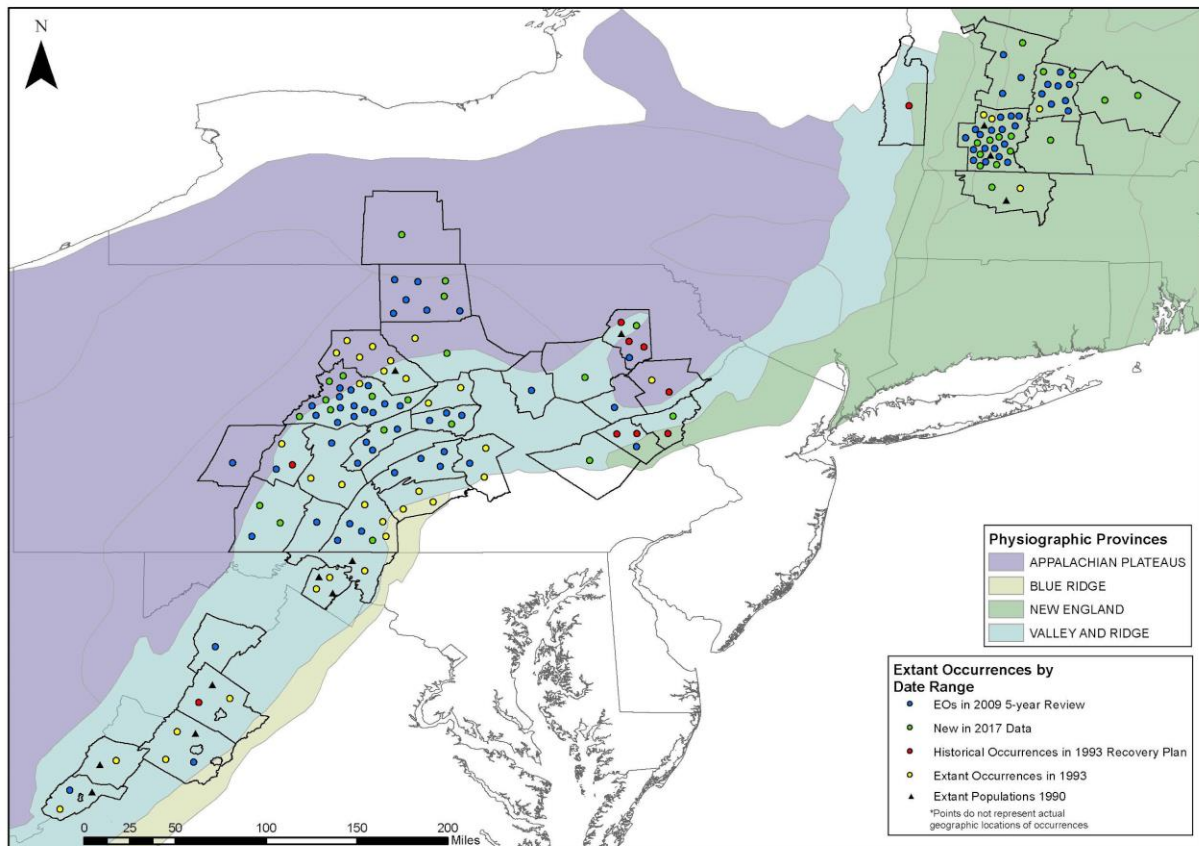 N
Physiographic Provinces
APPALACHIAN PLATEAUS
BLUE RIDGE
NEW ENGLAND
VALLEY AND RIDGE
Extant Occurrences by
Date Range
EOs in 2009 5-year Review
New in 2017 Data
Historical Occurrences in 1993 Recovery Plan
Extant Occurrences in 1993
Extant Populations 1990
*Points do not represent actual
geographic locations of occurrences
0 25 50 100 150 200
Miles